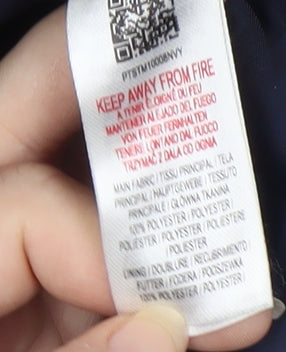 PTSTM10008NVY
KEEP AWAY FROM FIRE
A TENIR ÉLOIGNÉ DU FEU
MANTENER ALEJADO DEL FUEGO
VON FEUER FERNHALTEN
TENERE LONTANO DAL FUOCO
TRZYMAĆ Z DALA OD OGNIA
MAIN FABRIC / TISSU PRINCIPAL / TELA
PRINCIPAL / HAUPTGEWEBE / TESSUTO
PRINCIPALE / GŁÓWNA TKANINA
100% POLYESTER / POLYESTER /
POLIÉSTER / POLYESTER / POLIESTERE
/ POLIESTER
LINING / DOUBLURE / RECUBRIMIENTO
FUTTER / FODERA / PODSZEWKA
100% POLYESTER / POLYESTER /